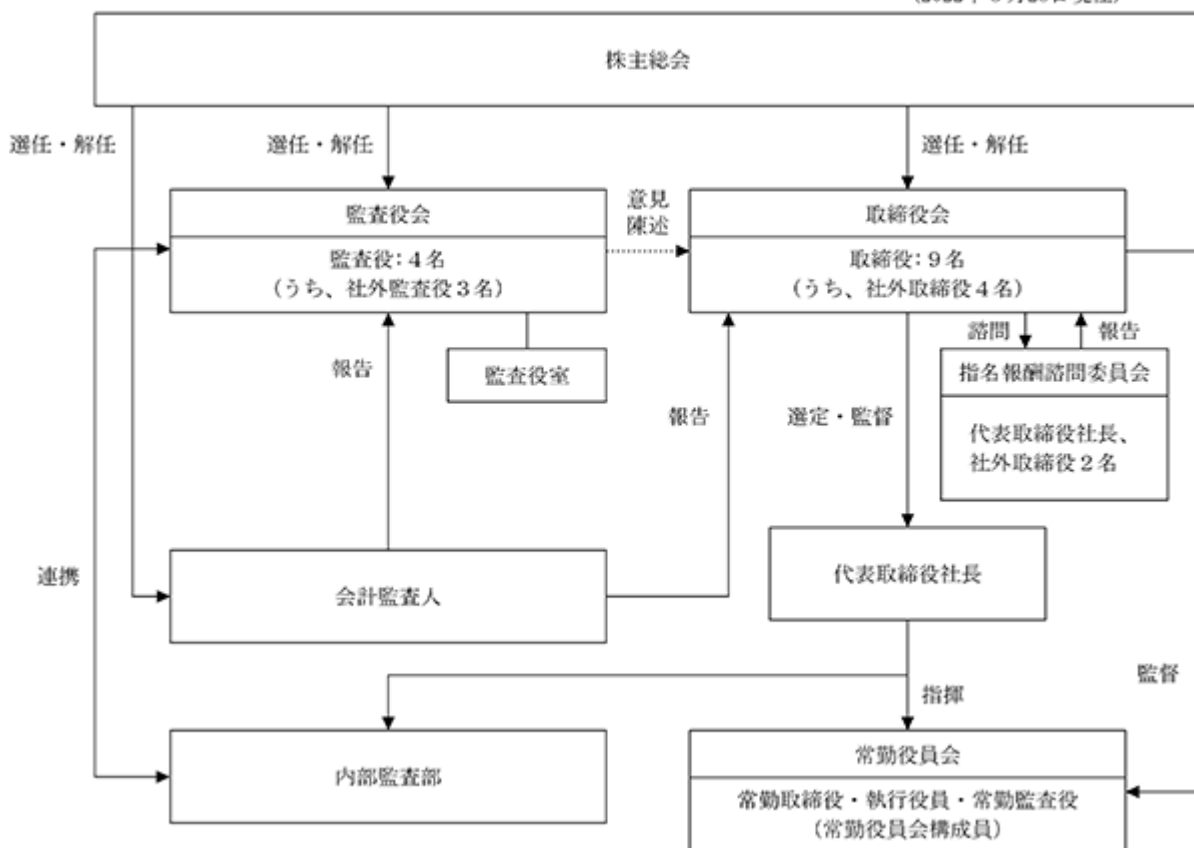 株主総会
選任・解任
選任・解任
選任・解任
監査役会
監査役：4名
（うち、社外監査役3名）
意見
陳述
取締役会
取締役：9名
（うち、社外取締役4名）
諮問
報告
監査役室
指名報酬諮問委員会
代表取締役社長、
社外取締役2名
報告
報告
選定・監督
連携
会計監査人
代表取締役社長
監督
指揮
内部監査部
常勤役員会
常勤取締役・執行役員・常勤監査役
（常勤役員会構成員）